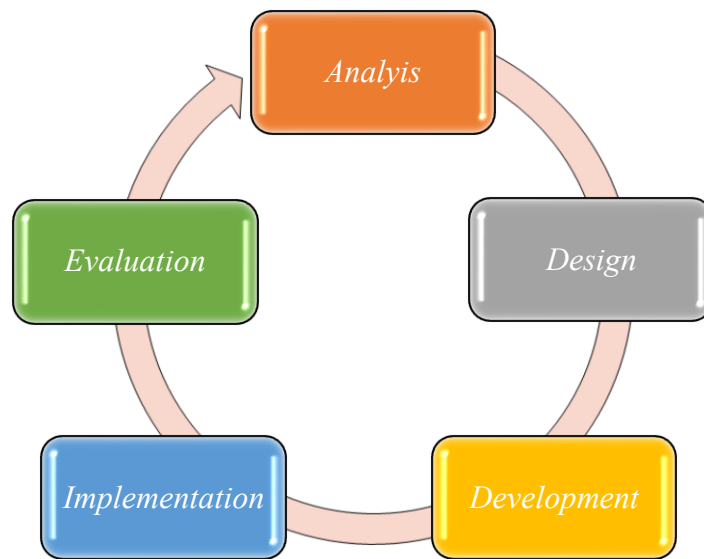 Analyis
Design
Development
Implementation
Evaluation